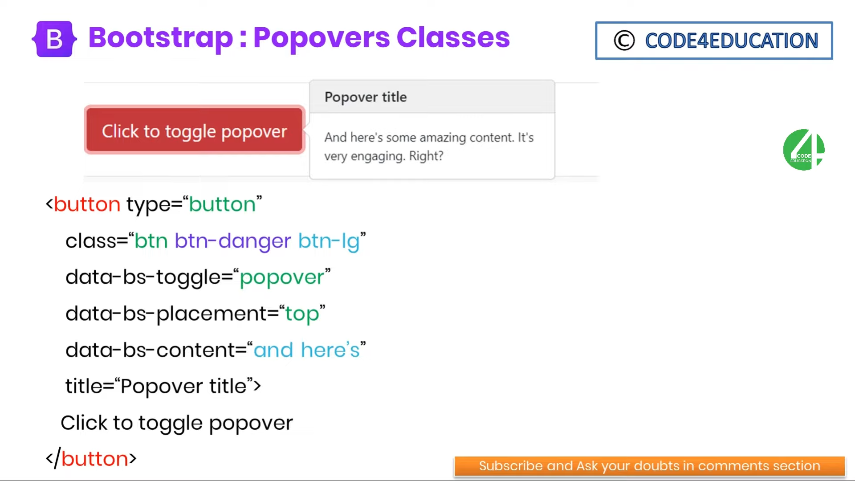 B Bootstrap : Popovers Classes
© CODE4EDUCATION
Popover title
Click to toggle popover
And here's some amazing content. It's
very engaging. Right?
4
CODE
<button type=“button”
class=“btn btn-danger btn-lg”
data-bs-toggle=“popover”
data-bs-placement=“top”
data-bs-content=“and here’s”
title=“Popover title”>
Click to toggle popover
</button>
Subscribe and Ask your doubts in comments section